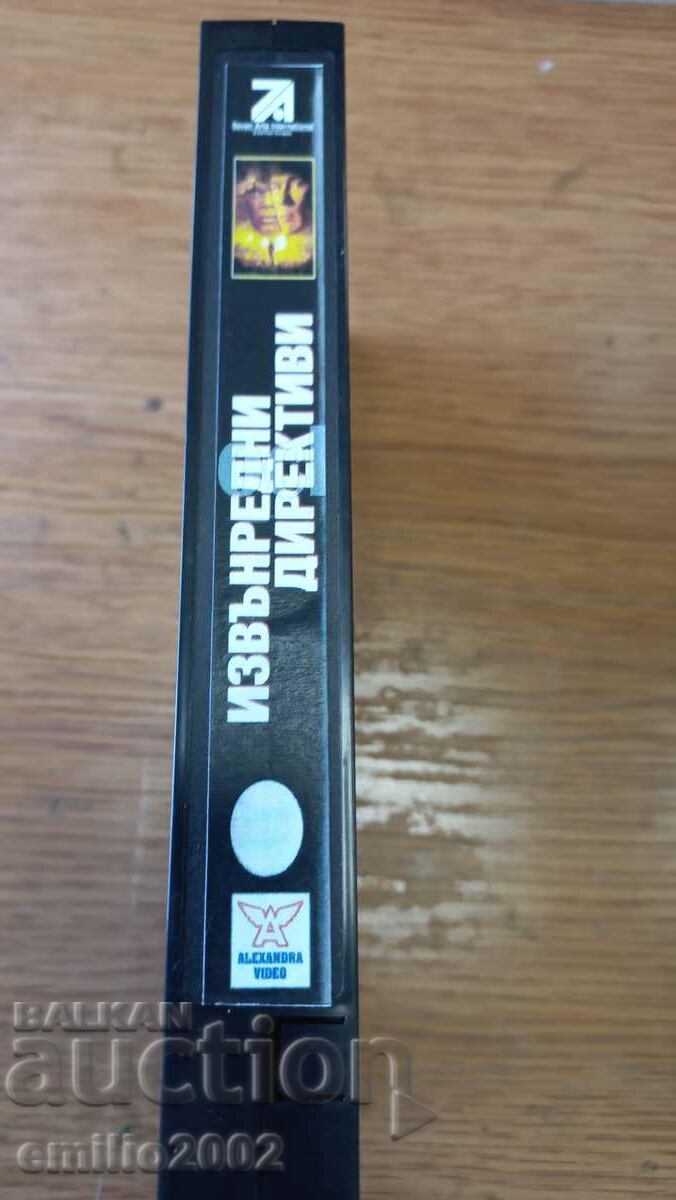 Seven Arts International
ИЗВЪНРЕДНИ
ДИРЕКТИВИ
ALEXANDRA
VIDEO
BALKAN
auction
emilio2002